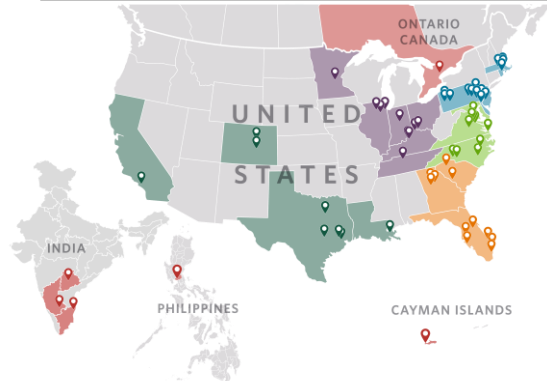 ONTARIO
CANADA
UNITED
STATES
INDIA
PHILIPPINES
CAYMAN ISLANDS